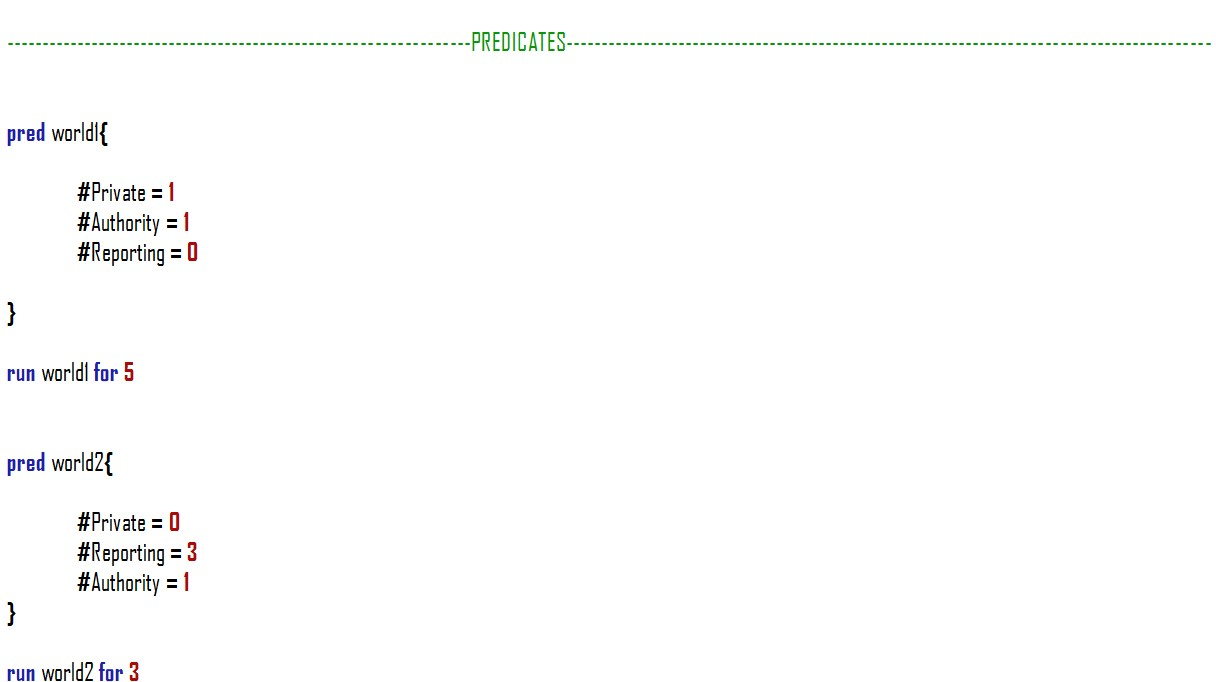 ------------------------------------------------------------------PREDICATES--------------------------------------------------------------------------------------------
pred world1{
#Private = 1
#Authority = 1
#Reporting = 0
}
run world1 for 5
pred world2{
#Private = 0
#Reporting = 3
#Authority = 1
}
run world2 for 3